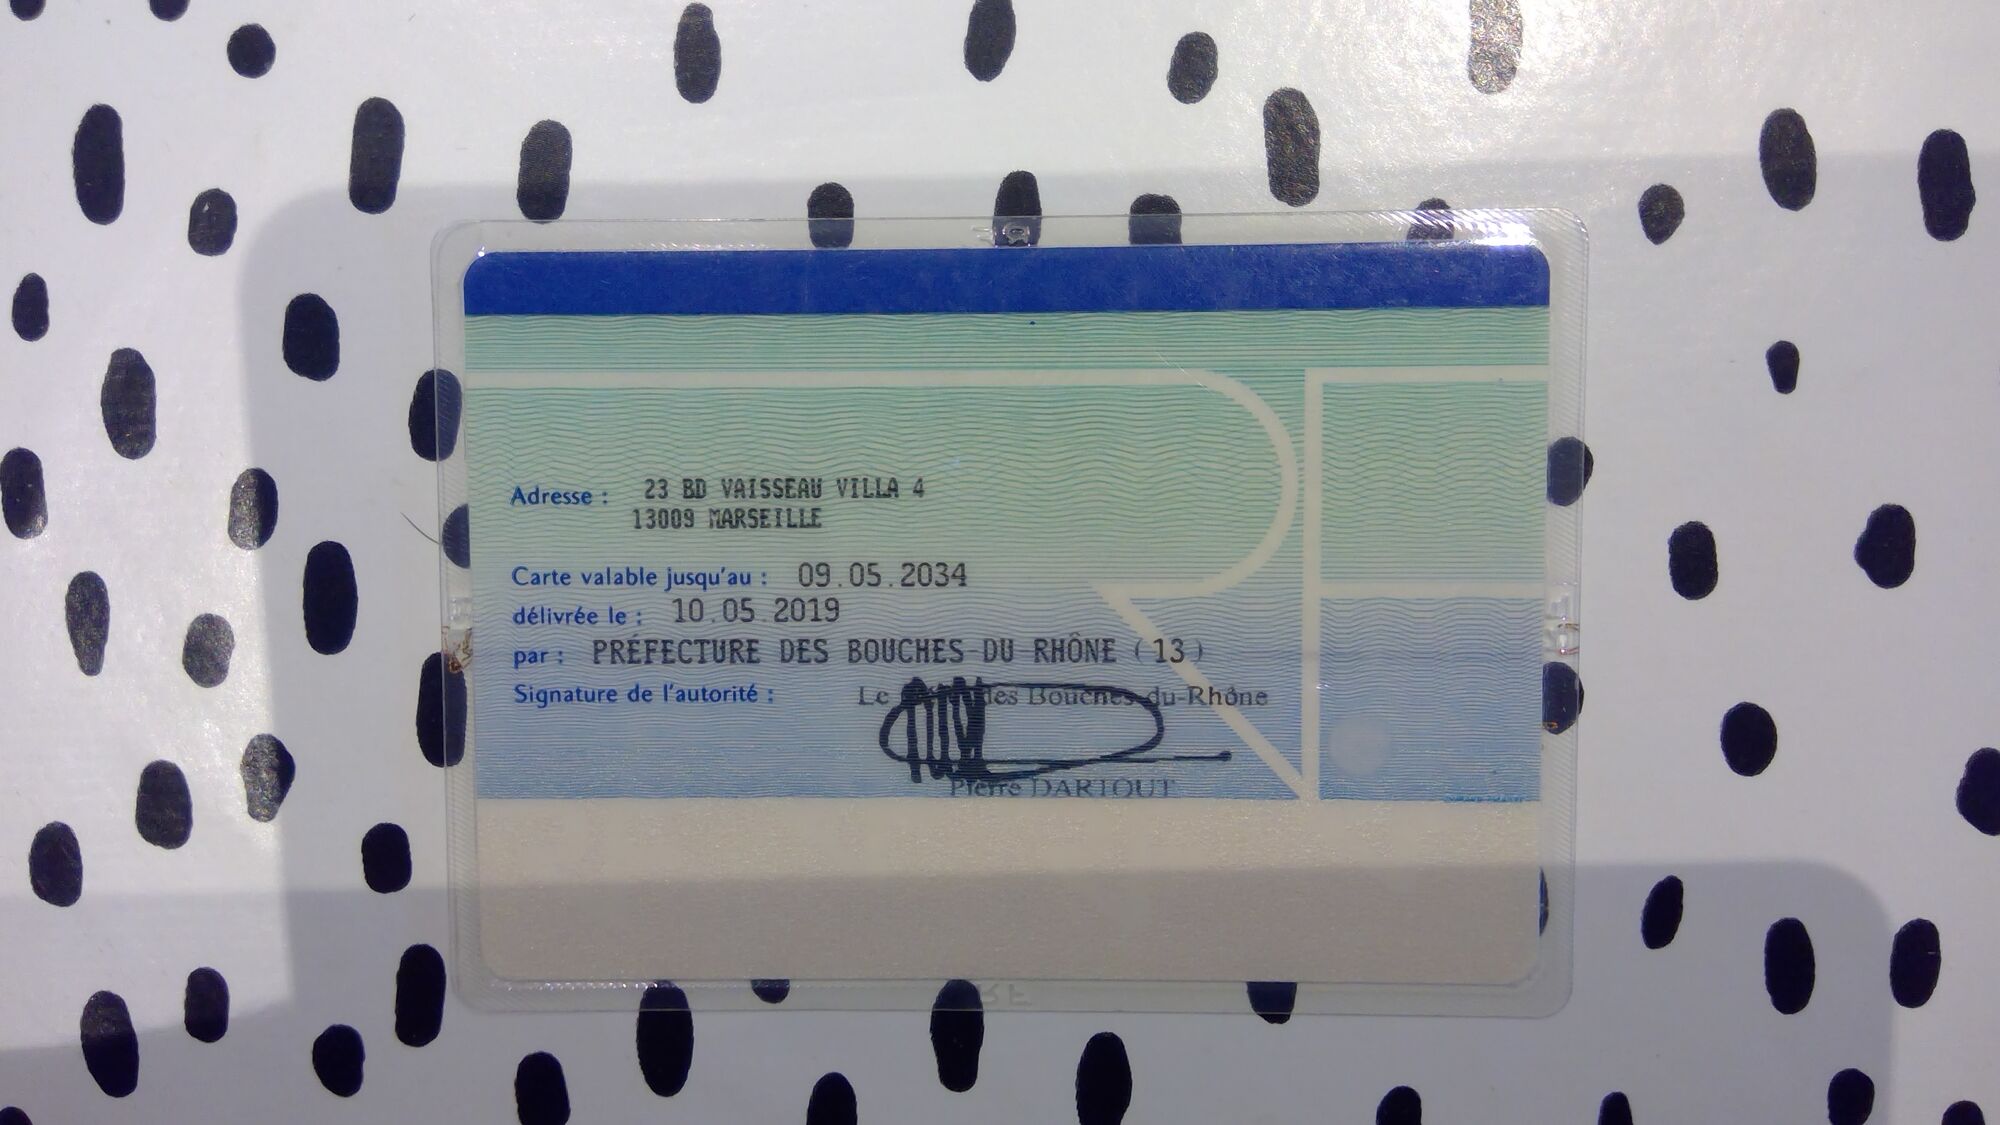 Adresse : 23 BD VAISSEAU VILLA 4
13009 MARSEILLE
Carte valable jusqu'au : 09.05.2034
délivrée le : 10.05.2019
par : PRÉFECTURE DES BOUCHES-DU-RHÔNE (13)
Signature de l'autorité : Le des Bouches-du-Rhône
Pierre DARTOUT
RF